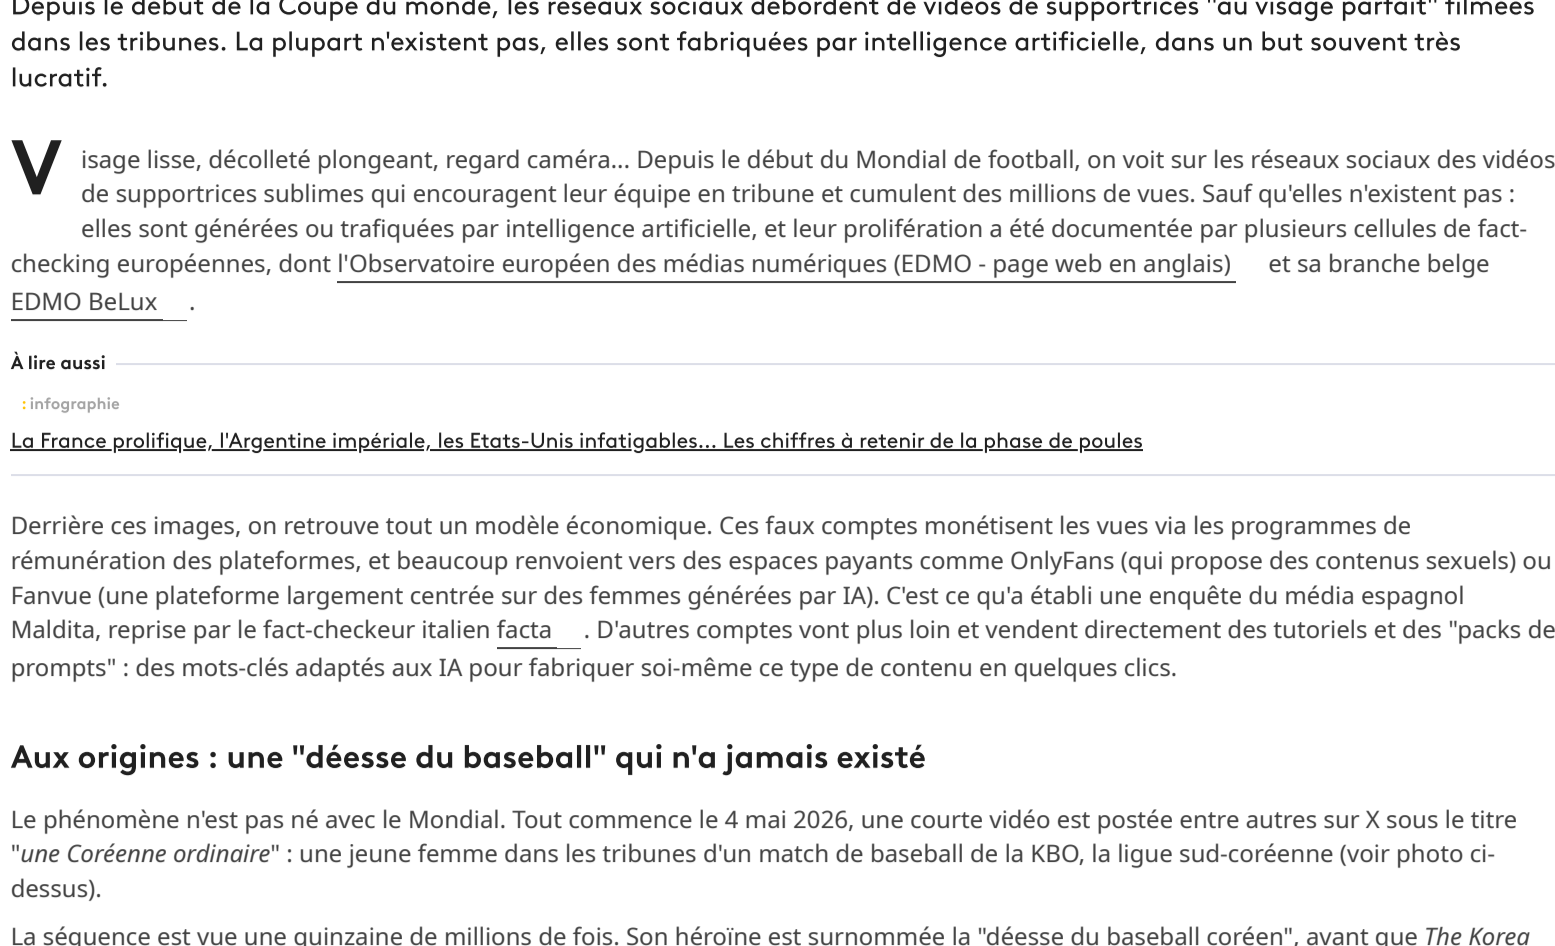 Depuis le début de la Coupe du monde, les réseaux sociaux débordent de vidéos de supportrices "au visage parfait" filmées
dans les tribunes. La plupart n'existent pas, elles sont fabriquées par intelligence artificielle, dans un but souvent très
lucratif.
Visage lisse, décolleté plongeant, regard caméra... Depuis le début du Mondial de football, on voit sur les réseaux sociaux des vidéos
de supportrices sublimes qui encouragent leur équipe en tribune et cumulent des millions de vues. Sauf qu'elles n'existent pas :
elles sont générées ou trafiquées par intelligence artificielle, et leur prolifération a été documentée par plusieurs cellules de fact-
checking européennes, dont l'Observatoire européen des médias numériques (EDMO - page web en anglais) et sa branche belge
EDMO BeLux .
À lire aussi
: infographie
La France prolifique, l'Argentine impériale, les Etats-Unis infatigables... Les chiffres à retenir de la phase de poules
Derrière ces images, on retrouve tout un modèle économique. Ces faux comptes monétisent les vues via les programmes de
rémunération des plateformes, et beaucoup renvoient vers des espaces payants comme OnlyFans (qui propose des contenus sexuels) ou
Fanvue (une plateforme largement centrée sur des femmes générées par IA). C'est ce qu'a établi une enquête du média espagnol
Maldita, reprise par le fact-checkeur italien facta . D'autres comptes vont plus loin et vendent directement des tutoriels et des "packs de
prompts" : des mots-clés adaptés aux IA pour fabriquer soi-même ce type de contenu en quelques clics.
Aux origines : une "déesse du baseball" qui n'a jamais existé
Le phénomène n'est pas né avec le Mondial. Tout commence le 4 mai 2026, une courte vidéo est postée entre autres sur X sous le titre
"une Coréenne ordinaire" : une jeune femme dans les tribunes d'un match de baseball de la KBO, la ligue sud-coréenne (voir photo ci-
dessus).
La séquence est vue une quinzaine de millions de fois. Son héroïne est surnommée la "déesse du baseball coréen", avant que The Korea